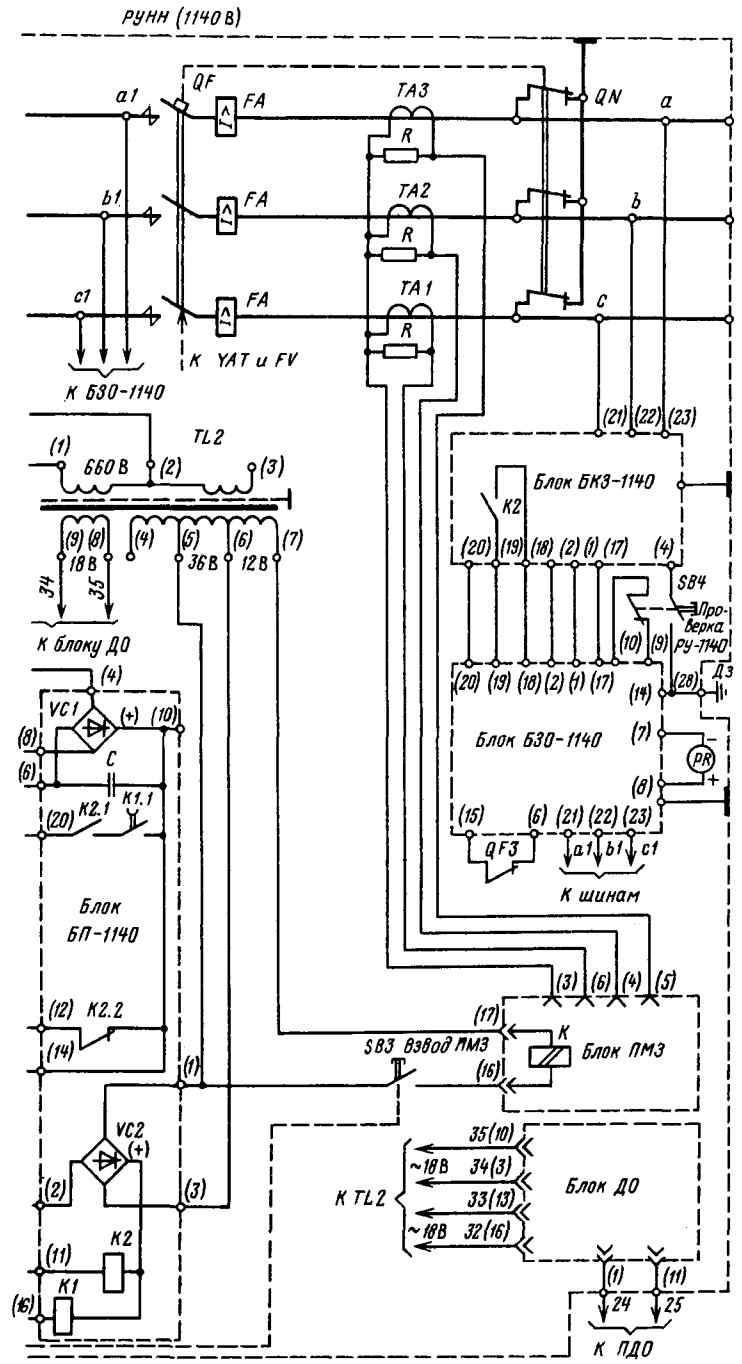 РУНН (1140 В)
QF
FA
TA3
QN
a
a1
I>
R
b1
I>
FA
TA2
R
b
c1
I>
FA
TA1
R
C
К YAT и FV
К БЗО-1140
TL2
(1)
660 В
(2)
(3)
(21)
(22)
(23)
Блок БКЗ-1140
K2
(9)
(8)
(4)
(5)
(6)
(7)
18 В
36 В
12 В
34
35
К блоку ДО
(20)
(19)
(18)
(2)
(1)
(17)
(4)
SB4
Про-
верка
РУ-1140
(10)
(9)
(20)
(19)
(18)
(2)
(1)
(17)
(14)
(28)
ДЗ
Блок БЗО-1140
(7)
−
PR
+
(8)
(15)
(6)
(21)
(22)
(23)
QF3
a1
b1
c1
К шинам
(4)
VC1
(+)
(10)
(8)
C
(6)
K2.1
K1.1
(20)
Блок
БП-1140
(12)
K2.2
(14)
(1)
VC2
(+)
(2)
(3)
(11)
K2
(16)
K1
(3)
(6)
(4)
(5)
(17)
K
Блок ПМЗ
SB3 Взвод ПМЗ
(16)
35(10)
~18В
34(3)
Блок ДО
К TL2
33(13)
~18В
32(16)
(1)
(11)
24
25
К ПДО